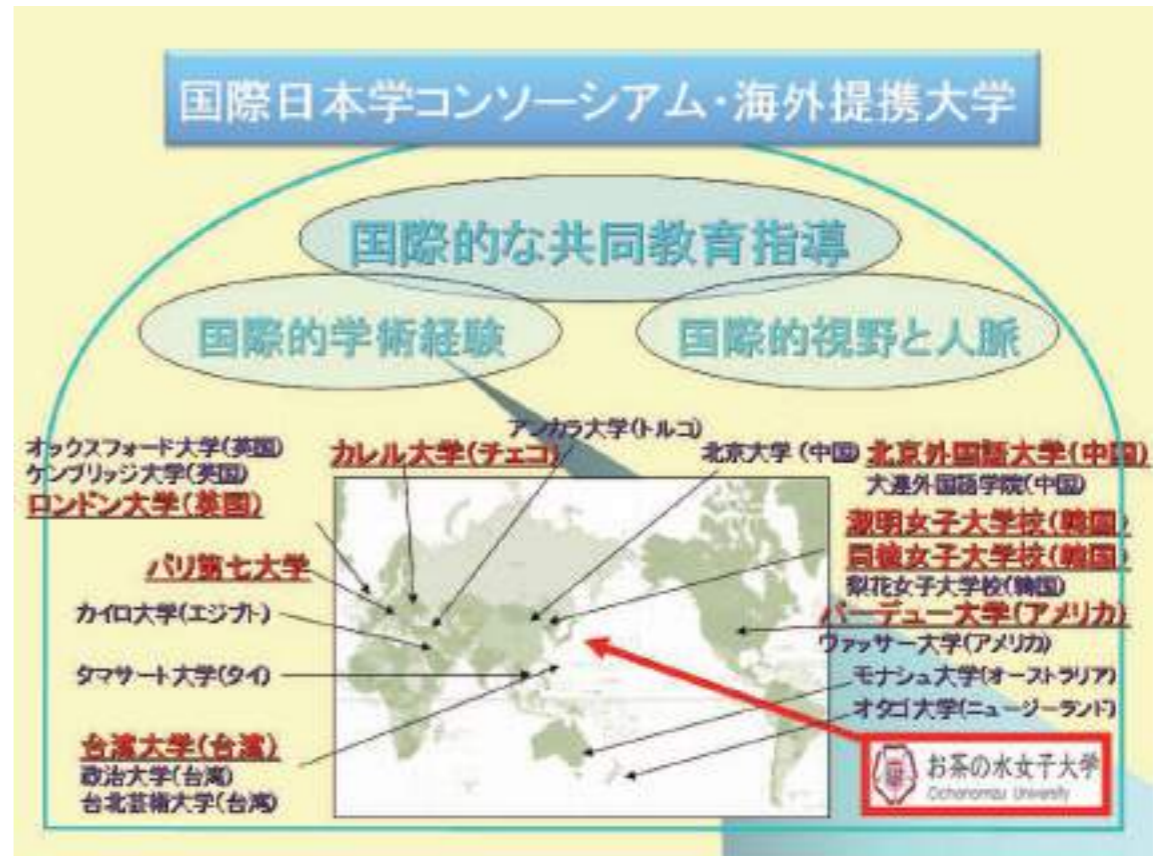 国際日本学コンソーシアム・海外提携大学
国際的な共同教育指導
国際的学術経験
国際的視野と人脈
オックスフォード大学(英国)
ケンブリッジ大学(英国)
ロンドン大学(英国)
カレル大学(チェコ)
アンカラ大学(トルコ)
北京大学 (中国)
北京外国語大学(中国)
大連外国語学院(中国)
淑明女子大学校(韓国)
同徳女子大学校(韓国)
梨花女子大学校(韓国)
パリ第七大学
カイロ大学(エジプト)
タマサート大学(タイ)
台湾大学(台湾)
政治大学(台湾)
台北芸術大学(台湾)
パーデュー大学(アメリカ)
ヴァッサー大学(アメリカ)
モナシュ大学(オーストラリア)
オタゴ大学(ニュージーランド)
お茶の水女子大学
Ochanomizu University